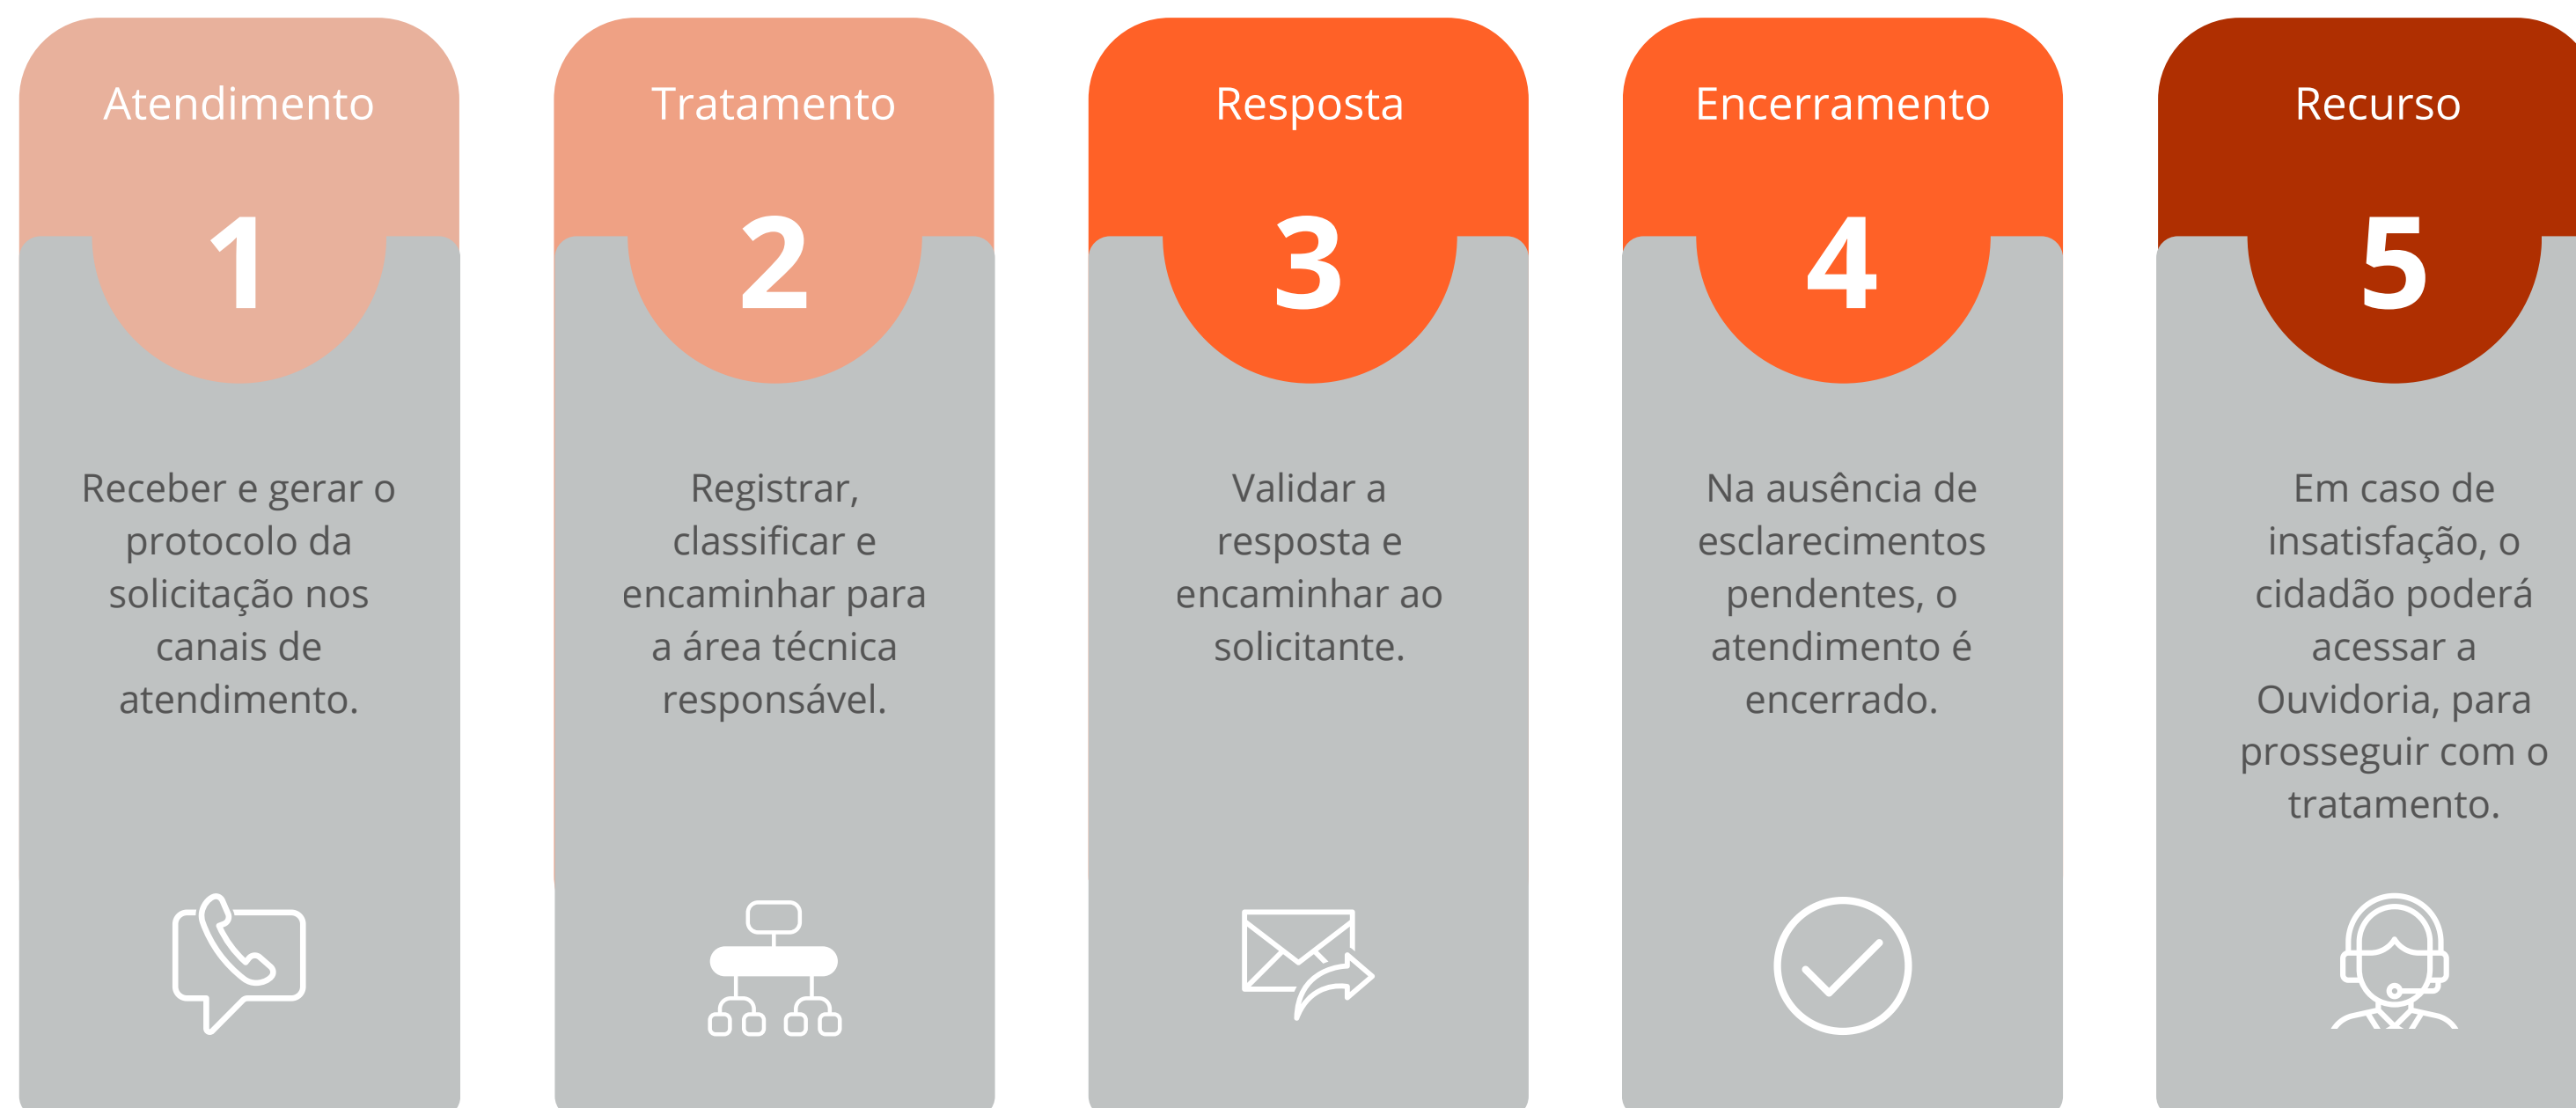 Atendimento
1
Receber e gerar o
protocolo da
solicitação nos
canais de
atendimento.
Tratamento
2
Registrar,
classificar e
encaminhar para
a área técnica
responsável.
Resposta
3
Validar a
resposta e
encaminhar ao
solicitante.
Encerramento
4
Na ausência de
esclarecimentos
pendentes, o
atendimento é
encerrado.
Recurso
5
Em caso de
insatisfação, o
cidadão poderá
acessar a
Ouvidoria, para
prosseguir com o
tratamento.